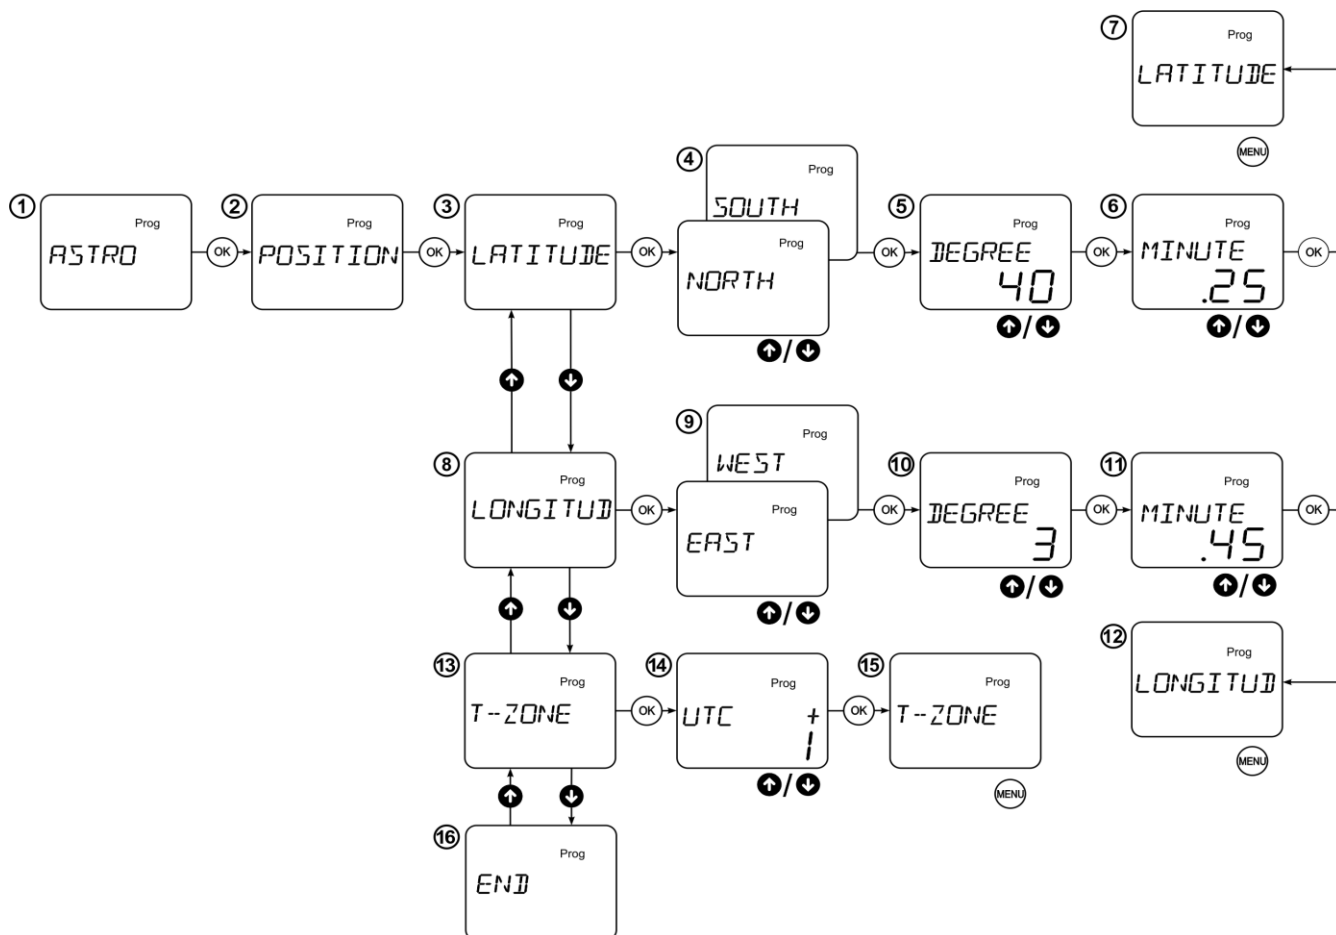 7
Prog
LATITUDE
MENU
1
Prog
ASTRO
OK
2
Prog
POSITION
OK
3
Prog
LATITUDE
OK
4
Prog
SOUTH
Prog
NORTH
/
OK
5
Prog
DEGREE
40
/
OK
6
Prog
MINUTE
.25
/
OK
8
Prog
LONGITUD
OK
9
Prog
WEST
Prog
EAST
/
OK
10
Prog
DEGREE
3
/
OK
11
Prog
MINUTE
.45
/
OK
12
Prog
LONGITUD
MENU
13
Prog
T-ZONE
OK
14
Prog
UTC +
1
/
OK
15
Prog
T-ZONE
MENU
16
Prog
END